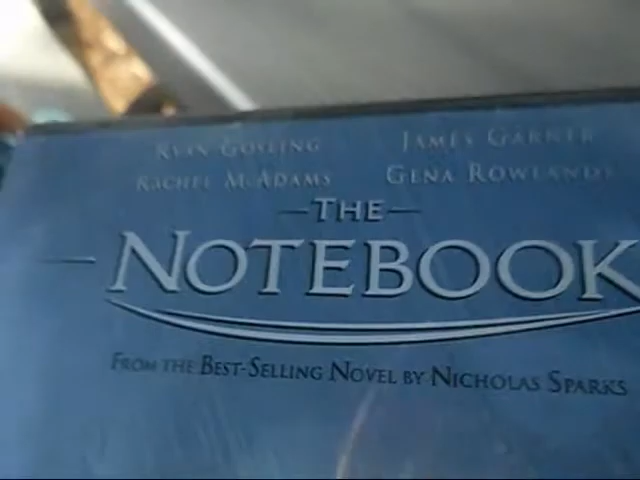 Ryan Gosling James Garner
Rachel McAdams Gena Rowlands
The
Notebook
From the Best-Selling Novel by Nicholas Sparks